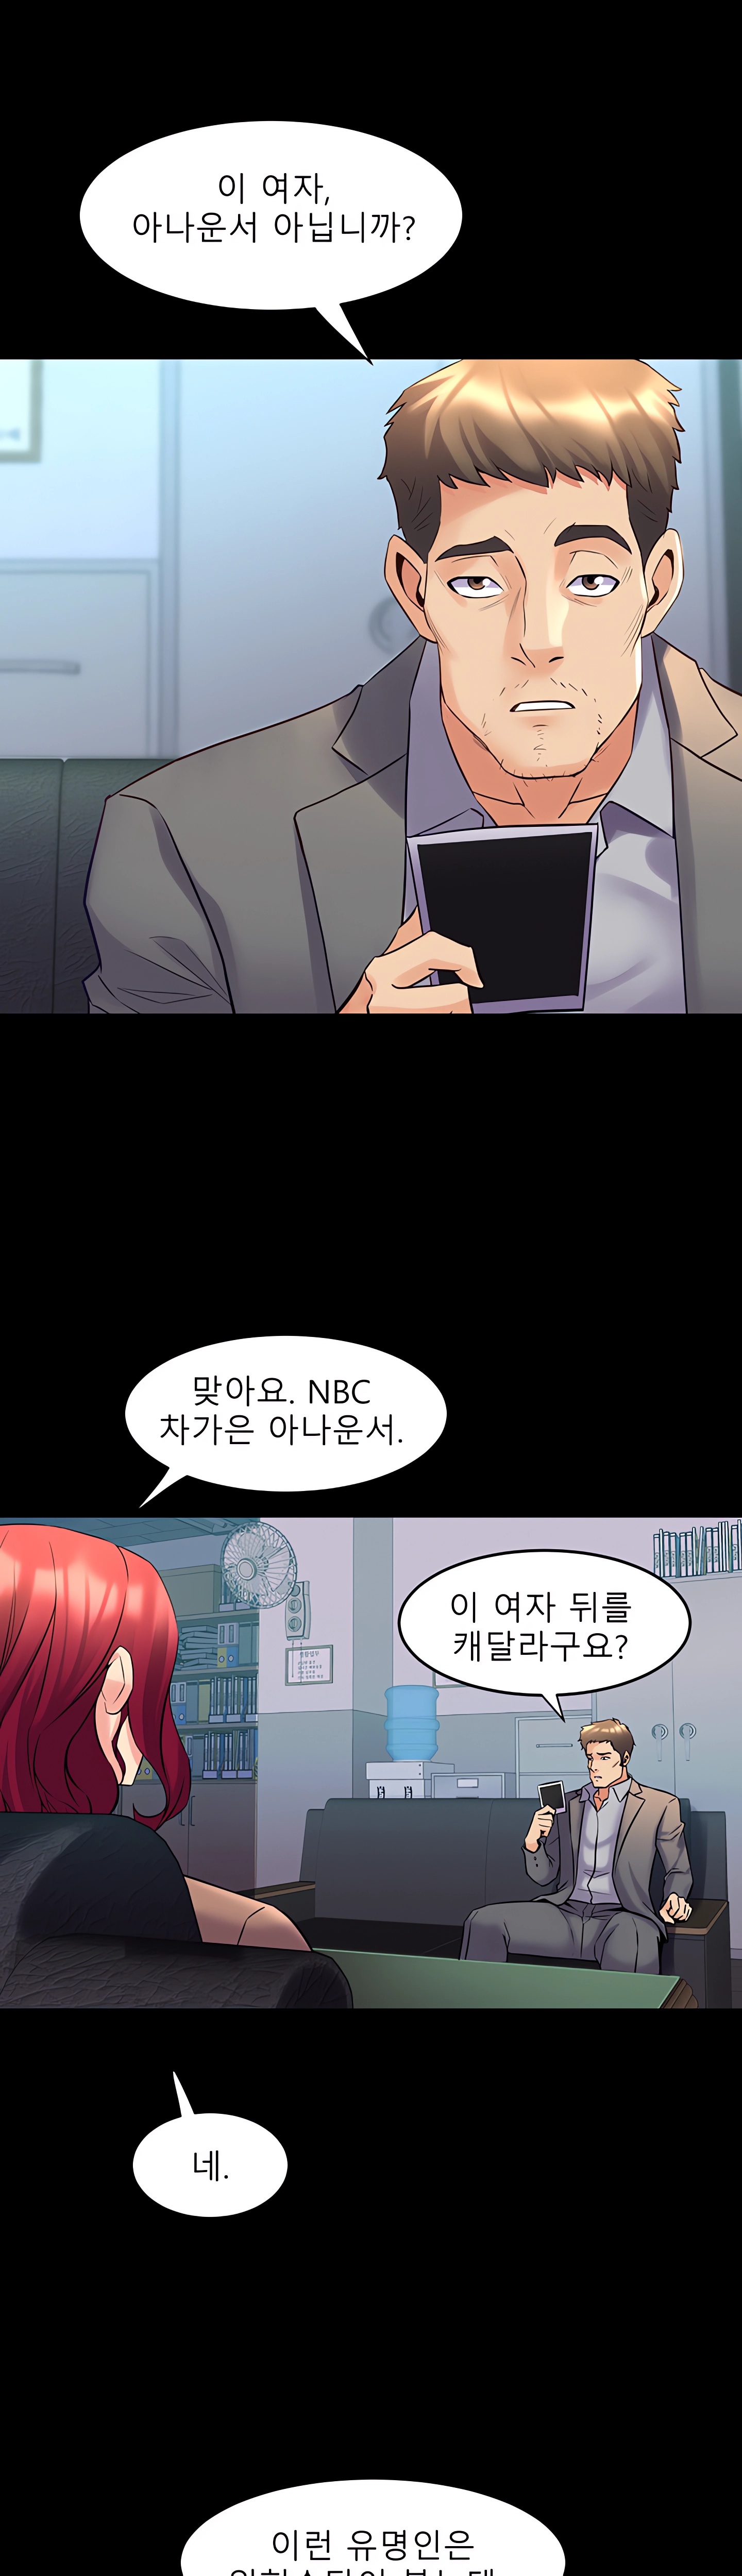 이 여자,
아나운서 아닙니까?
맞아요. NBC
차가은 아나운서.
이 여자 뒤를
캐달라구요?
네.
이런 유명인은